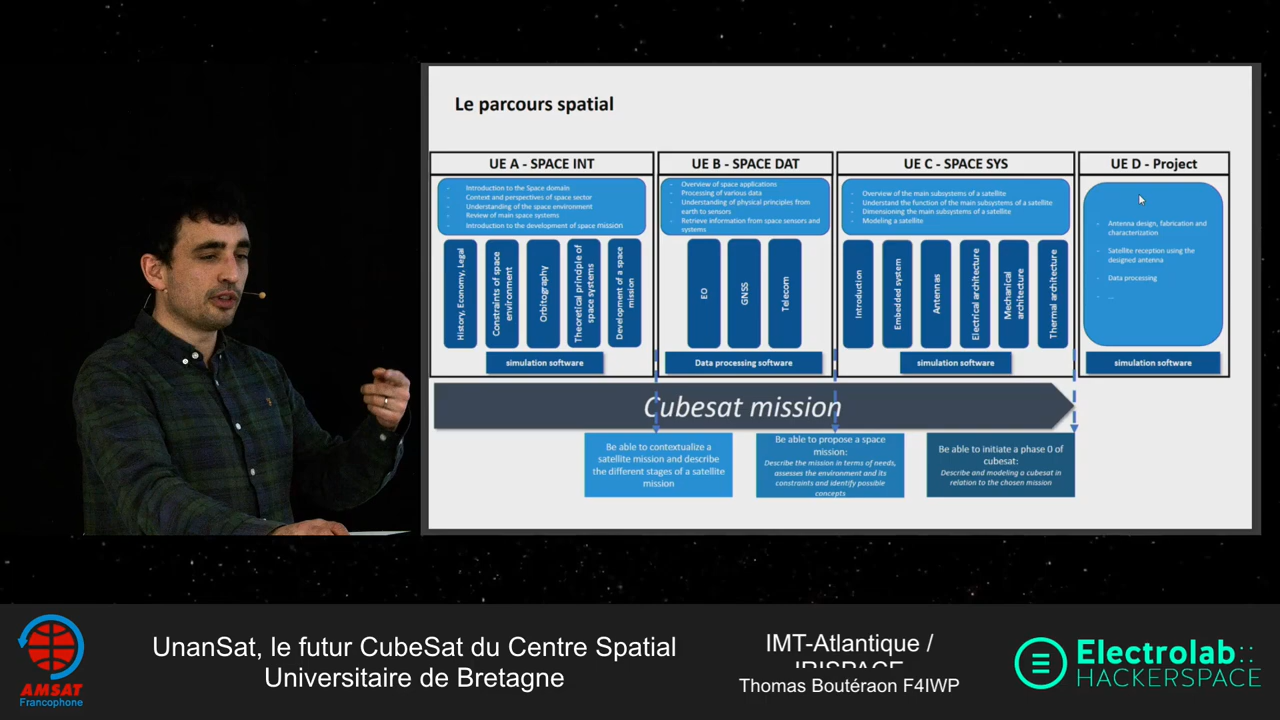 Le parcours spatial
UE A - SPACE INT
- Introduction to the Space domain
- Context and perspectives of space sector
- Understanding of the space environment
- Review of main space systems
- Introduction to the development of space mission
History, Economy, Legal
Constraints of space
environment
Orbitography
Theoretical principle of
space systems
Development of a space
mission
simulation software
UE B - SPACE DAT
- Overview of space applications
- Processing of various data
- Understanding of physical principles from
earth to sensors
- Retrieve information from space sensors and
systems
EO
GNSS
Telecom
Data processing software
UE C - SPACE SYS
- Overview of the main subsystems of a satellite
- Understand the function of the main subsystems of a satellite
- Dimensioning the main subsystems of a satellite
- Modeling a satellite
Introduction
Embedded system
Antennas
Electrical architecture
Mechanical
architecture
Thermal architecture
simulation software
UE D - Project
- Antenna design, fabrication and
characterization
- Satellite reception using the
designed antenna
- Data processing
- ...
simulation software
Cubesat mission
Be able to contextualize a
satellite mission and describe
the different stages of a satellite
mission
Be able to propose a space
mission:
Describe the mission in terms of needs,
assesses the environment and its
constraints and identify possible
concepts
Be able to initiate a phase 0 of
cubesat:
Describe and modeling a cubesat in
relation to the chosen mission
AMSAT
Francophone
UnanSat, le futur CubeSat du Centre Spatial
Universitaire de Bretagne
IMT-Atlantique /
IRISPACE
Thomas Boutéraon F4IWP
Electrolab::
HACKERSPACE